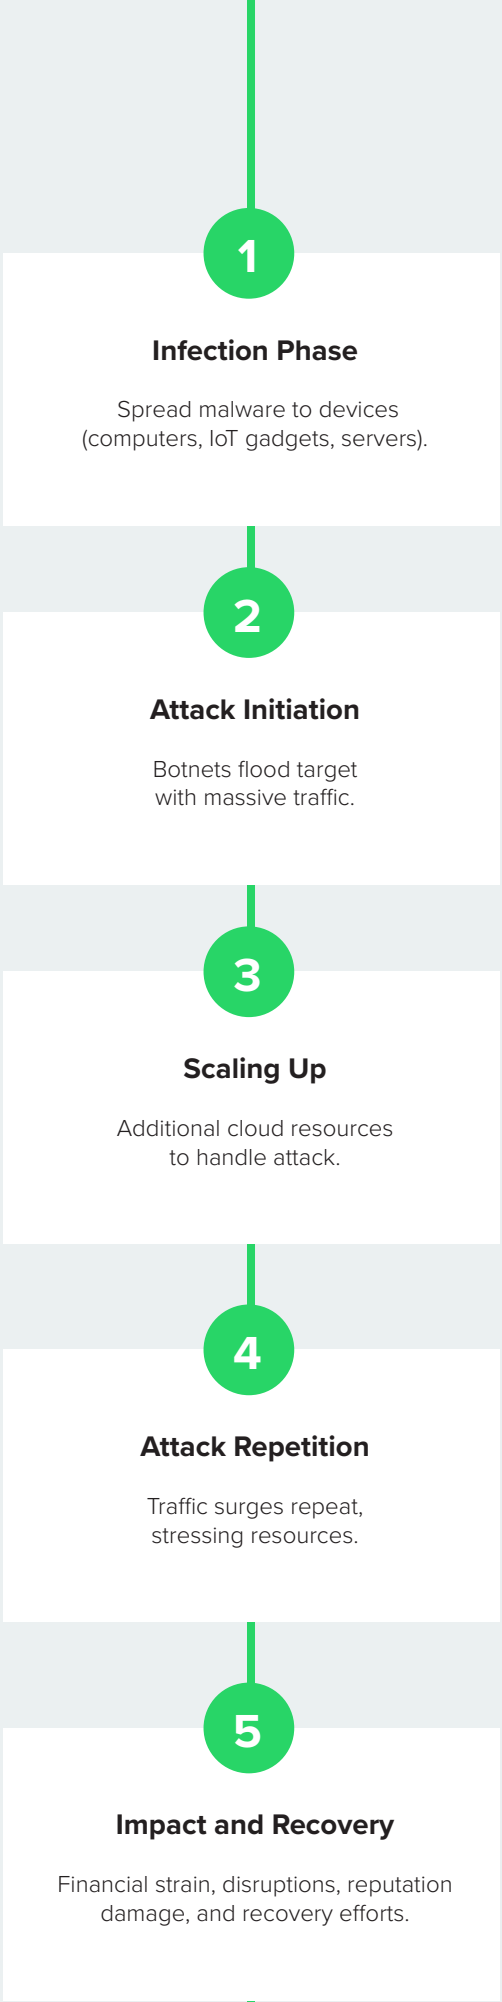 1
Infection Phase
Spread malware to devices
(computers, IoT gadgets, servers).
2
Attack Initiation
Botnets flood target
with massive traffic.
3
Scaling Up
Additional cloud resources
to handle attack.
4
Attack Repetition
Traffic surges repeat,
stressing resources.
5
Impact and Recovery
Financial strain, disruptions, reputation
damage, and recovery efforts.